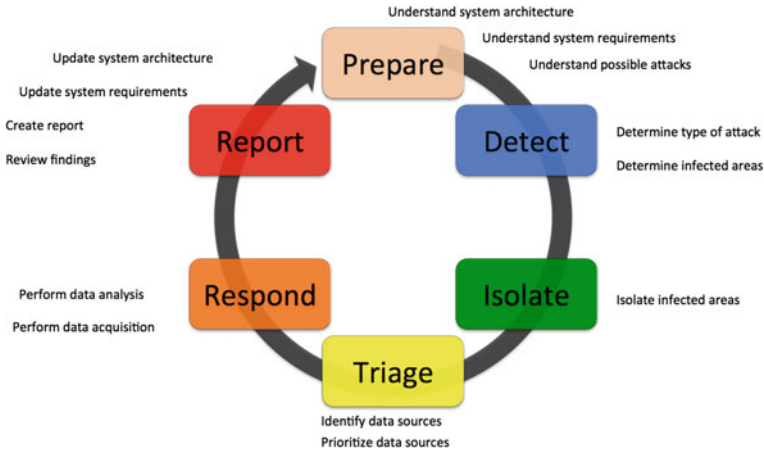 Understand system architecture
Understand system requirements
Understand possible attacks
Prepare
Detect
Determine type of attack
Determine infected areas
Isolate
Isolate infected areas
Triage
Identify data sources
Prioritize data sources
Respond
Perform data analysis
Perform data acquisition
Report
Update system architecture
Update system requirements
Create report
Review findings